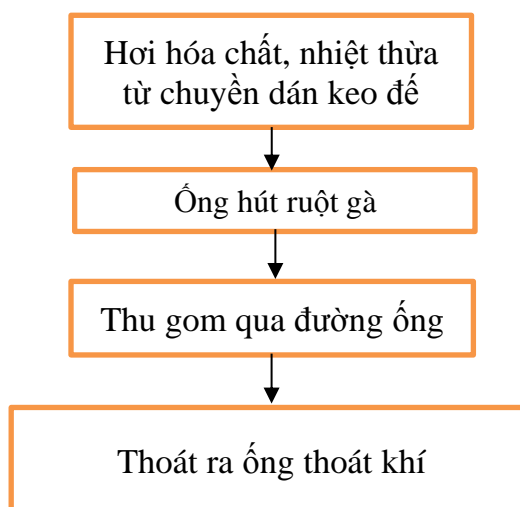 Hơi hóa chất, nhiệt thừa
từ chuyền dán keo đế
Ống hút ruột gà
Thu gom qua đường ống
Thoát ra ống thoát khí